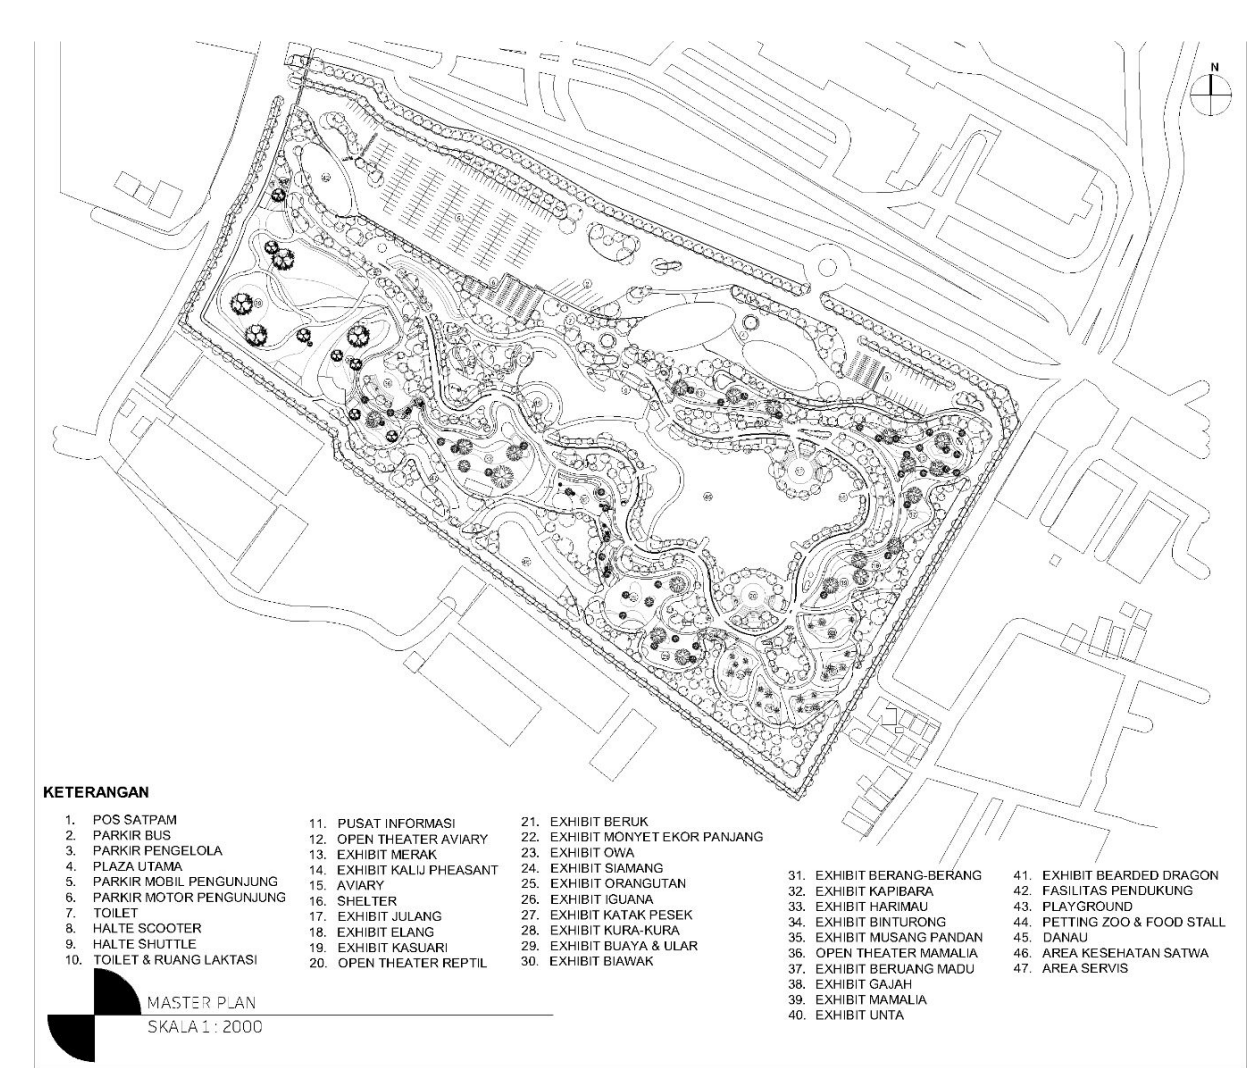 N
KETERANGAN
1. POS SATPAM
2. PARKIR BUS
3. PARKIR PENGELOLA
4. PLAZA UTAMA
5. PARKIR MOBIL PENGUNJUNG
6. PARKIR MOTOR PENGUNJUNG
7. TOILET
8. HALTE SCOOTER
9. HALTE SHUTTLE
10. TOILET & RUANG LAKTASI
11. PUSAT INFORMASI
12. OPEN THEATER AVIARY
13. EXHIBIT MERAK
14. EXHIBIT KALIJ PHEASANT
15. AVIARY
16. SHELTER
17. EXHIBIT JULANG
18. EXHIBIT ELANG
19. EXHIBIT KASUARI
20. OPEN THEATER REPTIL
21. EXHIBIT BERUK
22. EXHIBIT MONYET EKOR PANJANG
23. EXHIBIT OWA
24. EXHIBIT SIAMANG
25. EXHIBIT ORANGUTAN
26. EXHIBIT IGUANA
27. EXHIBIT KATAK PESEK
28. EXHIBIT KURA-KURA
29. EXHIBIT BUAYA & ULAR
30. EXHIBIT BIAWAK
31. EXHIBIT BERANG-BERANG
32. EXHIBIT KAPIBARA
33. EXHIBIT HARIMAU
34. EXHIBIT BINTURONG
35. EXHIBIT MUSANG PANDAN
36. OPEN THEATER MAMALIA
37. EXHIBIT BERUANG MADU
38. EXHIBIT GAJAH
39. EXHIBIT MAMALIA
40. EXHIBIT UNTA
41. EXHIBIT BEARDED DRAGON
42. FASILITAS PENDUKUNG
43. PLAYGROUND
44. PETTING ZOO & FOOD STALL
45. DANAU
46. AREA KESEHATAN SATWA
47. AREA SERVIS
MASTER PLAN
SKALA 1 : 2000